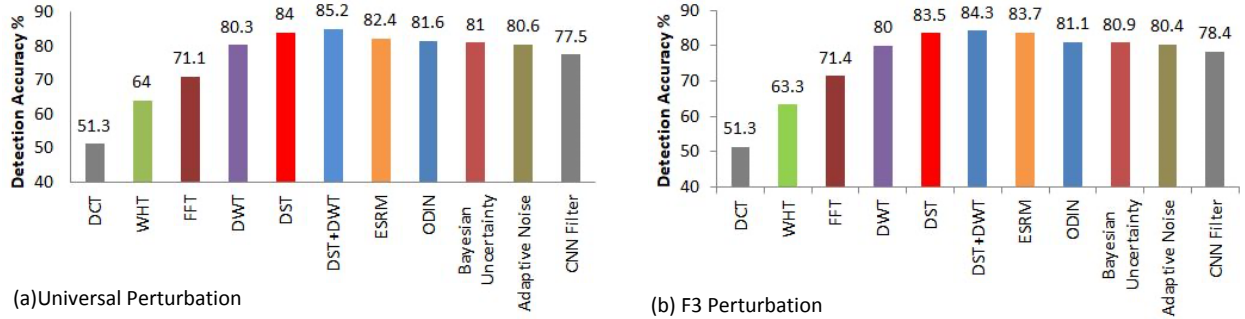 Detection Accuracy %
90
80
70
60
50
40
51.3
64
71.1
80.3
84
85.2
82.4
81.6
81
80.6
77.5
DCT
WHT
FFT
DWT
DST
DST+DWT
ESRM
ODIN
Bayesian
Uncertainty
Adaptive Noise
CNN Filter
(a)Universal Perturbation
Detection Accuracy %
90
80
70
60
50
40
51.3
63.3
71.4
80
83.5
84.3
83.7
81.1
80.9
80.4
78.4
DCT
WHT
FFT
DWT
DST
DST+DWT
ESRM
ODIN
Bayesian
Uncertainty
Adaptive Noise
CNN Filter
(b) F3 Perturbation